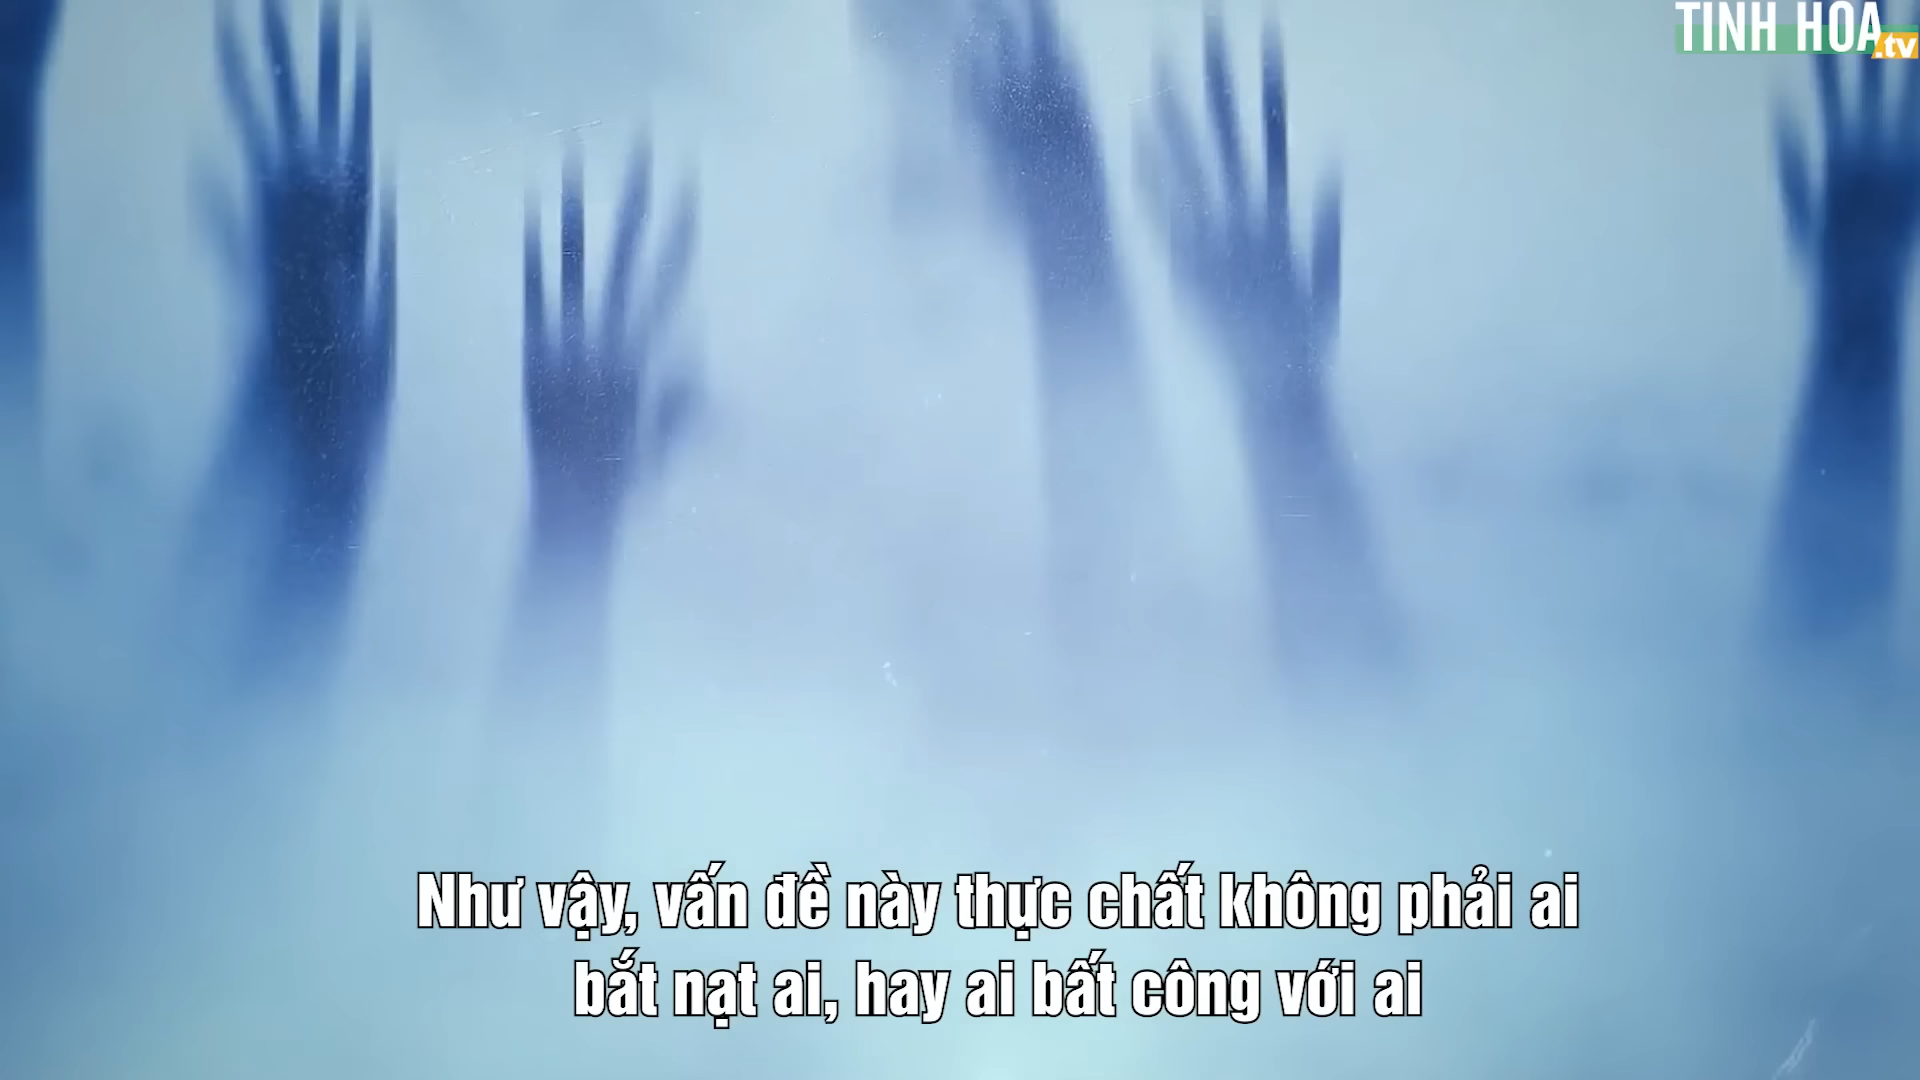 TINH HOA
.tv
Như vậy, vấn đề này thực chất không phải ai
bắt nạt ai, hay ai bất công với ai